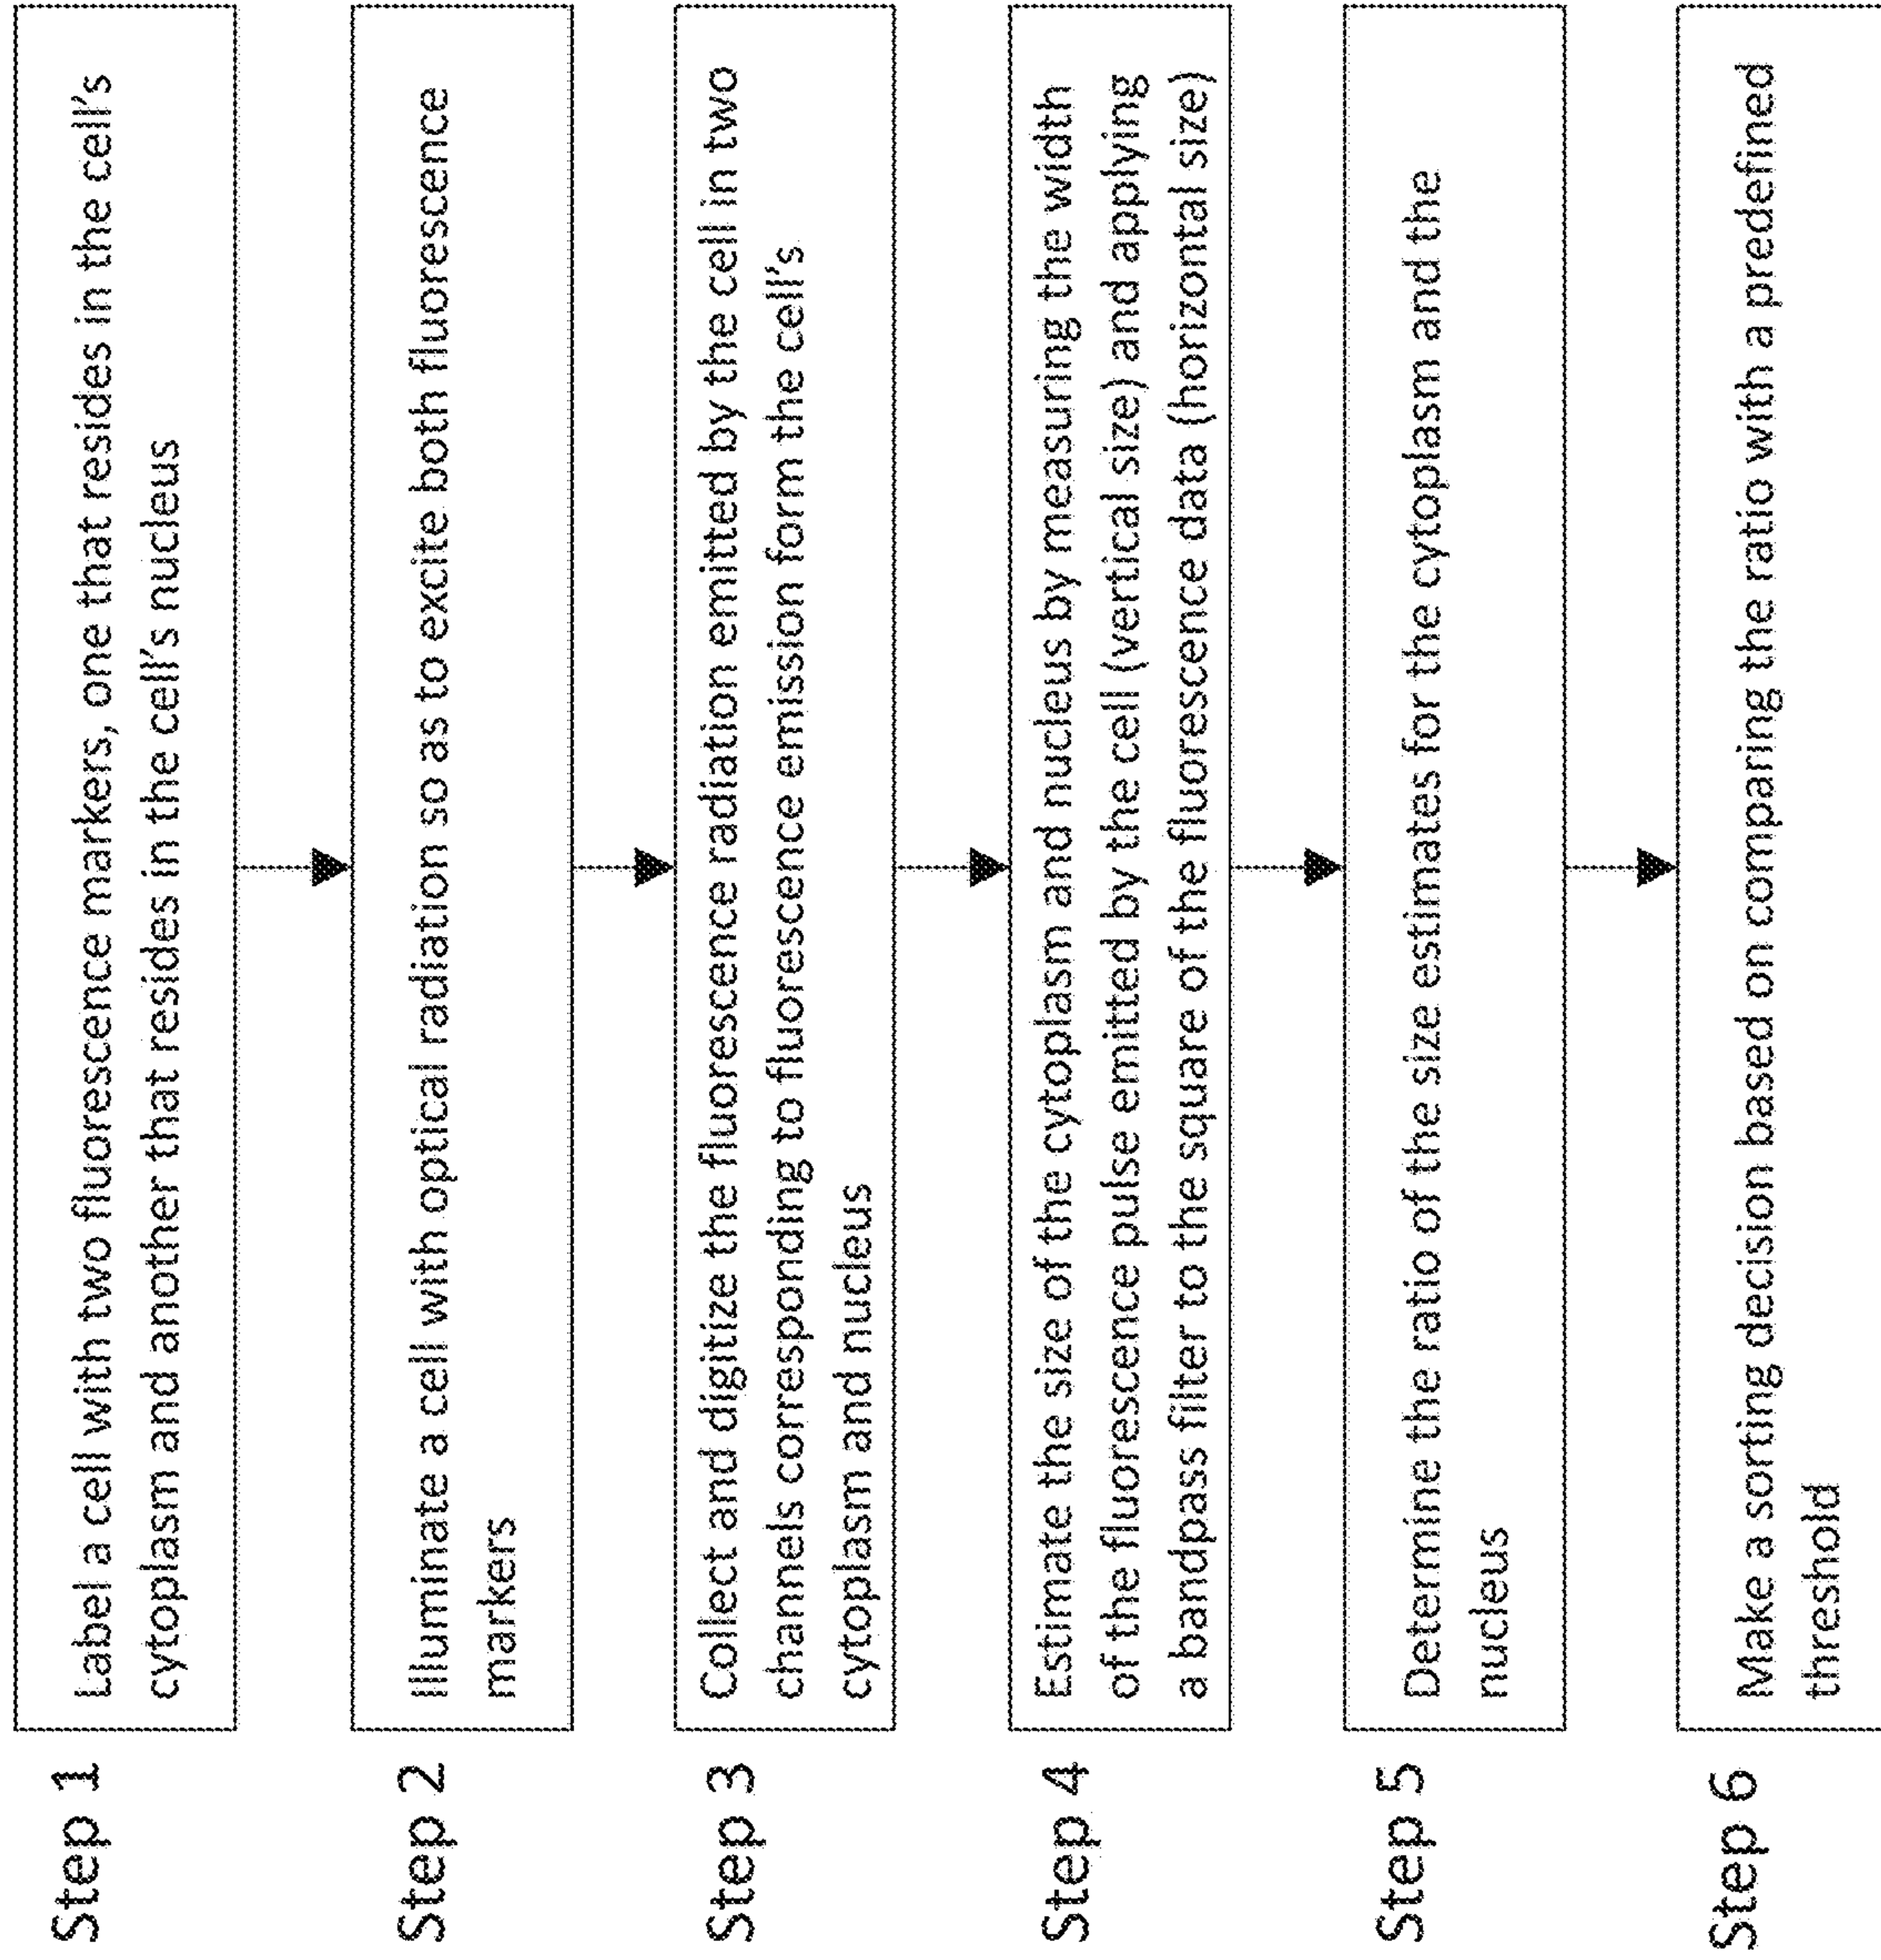 Step 1
Label a cell with two fluorescence markers, one that resides in the cell's
cytoplasm and another that resides in the cell's nucleus
Step 2
Illuminate a cell with optical radiation so as to excite both fluorescence
markers
Step 3
Collect and digitize the fluorescence radiation emitted by the cell in two
channels corresponding to fluorescence emission form the cell's
cytoplasm and nucleus
Step 4
Estimate the size of the cytoplasm and nucleus by measuring the width
of the fluorescence pulse emitted by the cell (vertical size) and applying
a bandpass filter to the square of the fluorescence data (horizontal size)
Step 5
Determine the ratio of the size estimates for the cytoplasm and the
nucleus
Step 6
Make a sorting decision based on comparing the ratio with a predefined
threshold